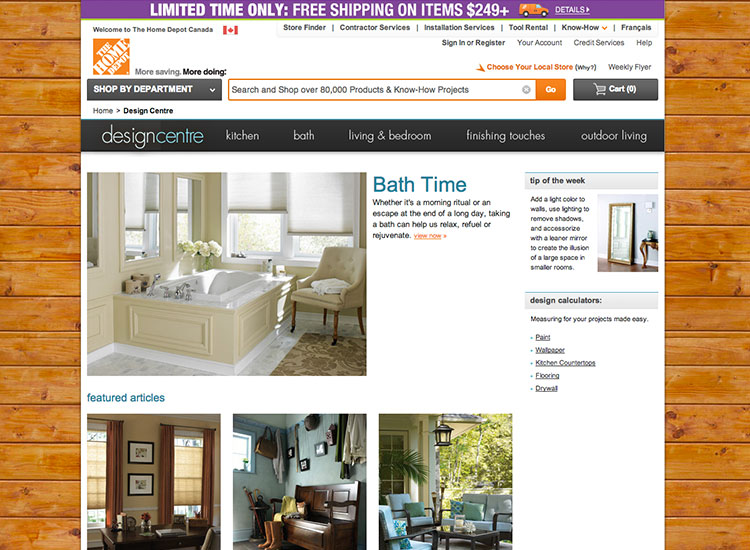 LIMITED TIME ONLY: FREE SHIPPING ON ITEMS $249+ DETAILS
Welcome to The Home Depot Canada
Store Finder | Contractor Services | Installation Services | Tool Rental | Know-How | Français
Sign In or Register Your Account Credit Services Help
THE HOME DEPOT
More saving. More doing.
Choose Your Local Store (Why?) Weekly Flyer
SHOP BY DEPARTMENT
Search and Shop over 80,000 Products & Know-How Projects
Go
Cart (0)
Home > Design Centre
designcentre kitchen bath living & bedroom finishing touches outdoor living
Bath Time
Whether it's a morning ritual or an
escape at the end of a long day, taking
a bath can help us relax, refuel or
rejuvenate. view now »
tip of the week
Add a light color to
walls, use lighting to
remove shadows,
and accessorize
with a leaner mirror
to create the illusion
of a large space in
smaller rooms.
design calculators:
Measuring for your projects made easy.
Paint
Wallpaper
Kitchen Countertops
Flooring
Drywall
featured articles